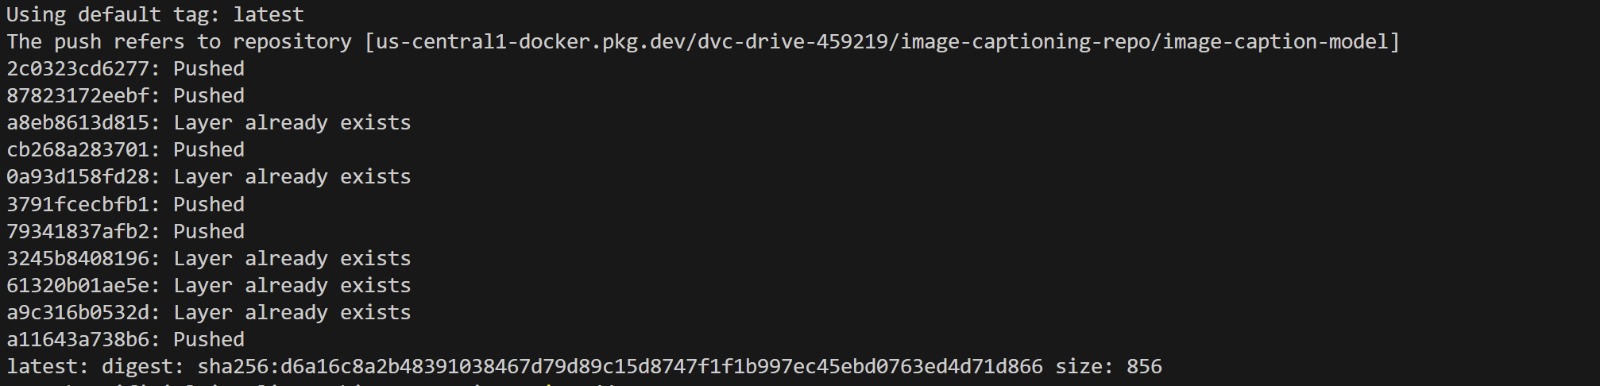 Using default tag: latest
The push refers to repository [us-central1-docker.pkg.dev/dvc-drive-459219/image-captioning-repo/image-caption-model]
2c0323cd6277: Pushed
87823172eebf: Pushed
a8eb8613d815: Layer already exists
cb268a283701: Pushed
0a93d158fd28: Layer already exists
3791fcecbfb1: Pushed
79341837afb2: Pushed
3245b8408196: Layer already exists
61320b01ae5e: Layer already exists
a9c316b0532d: Layer already exists
a11643a738b6: Pushed
latest: digest: sha256:d6a16c8a2b48391038467d79d89c15d8747f1f1b997ec45ebd0763ed4d71d866 size: 856